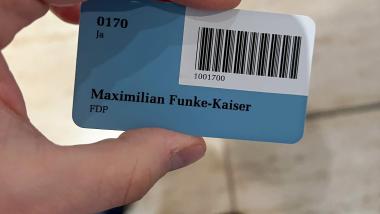 0170
Ja
1001700
Maximilian Funke-Kaiser
FDP